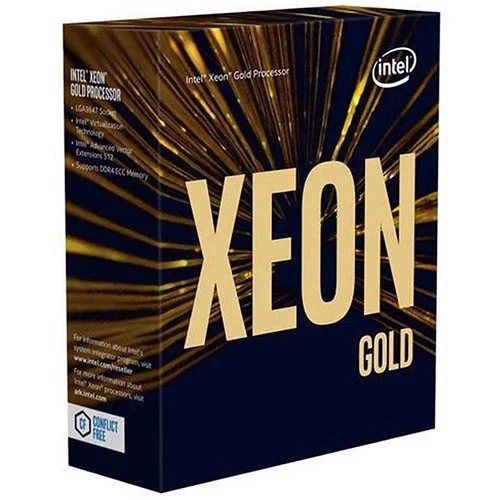 INTEL® XEON®
GOLD PROCESSOR
• LGA3647 Socket
• Intel® Virtualization
Technology
• Intel® Advanced Vector
Extensions 512
• Supports DDR4 ECC Memory
For information about Intel's
system integrator program, visit
www.intel.com/reseller
For more information about
Intel® Xeon® processors, visit
ark.intel.com
CF
CONFLICT
FREE
Intel® Xeon® Gold Processor
intel®
XEON
GOLD